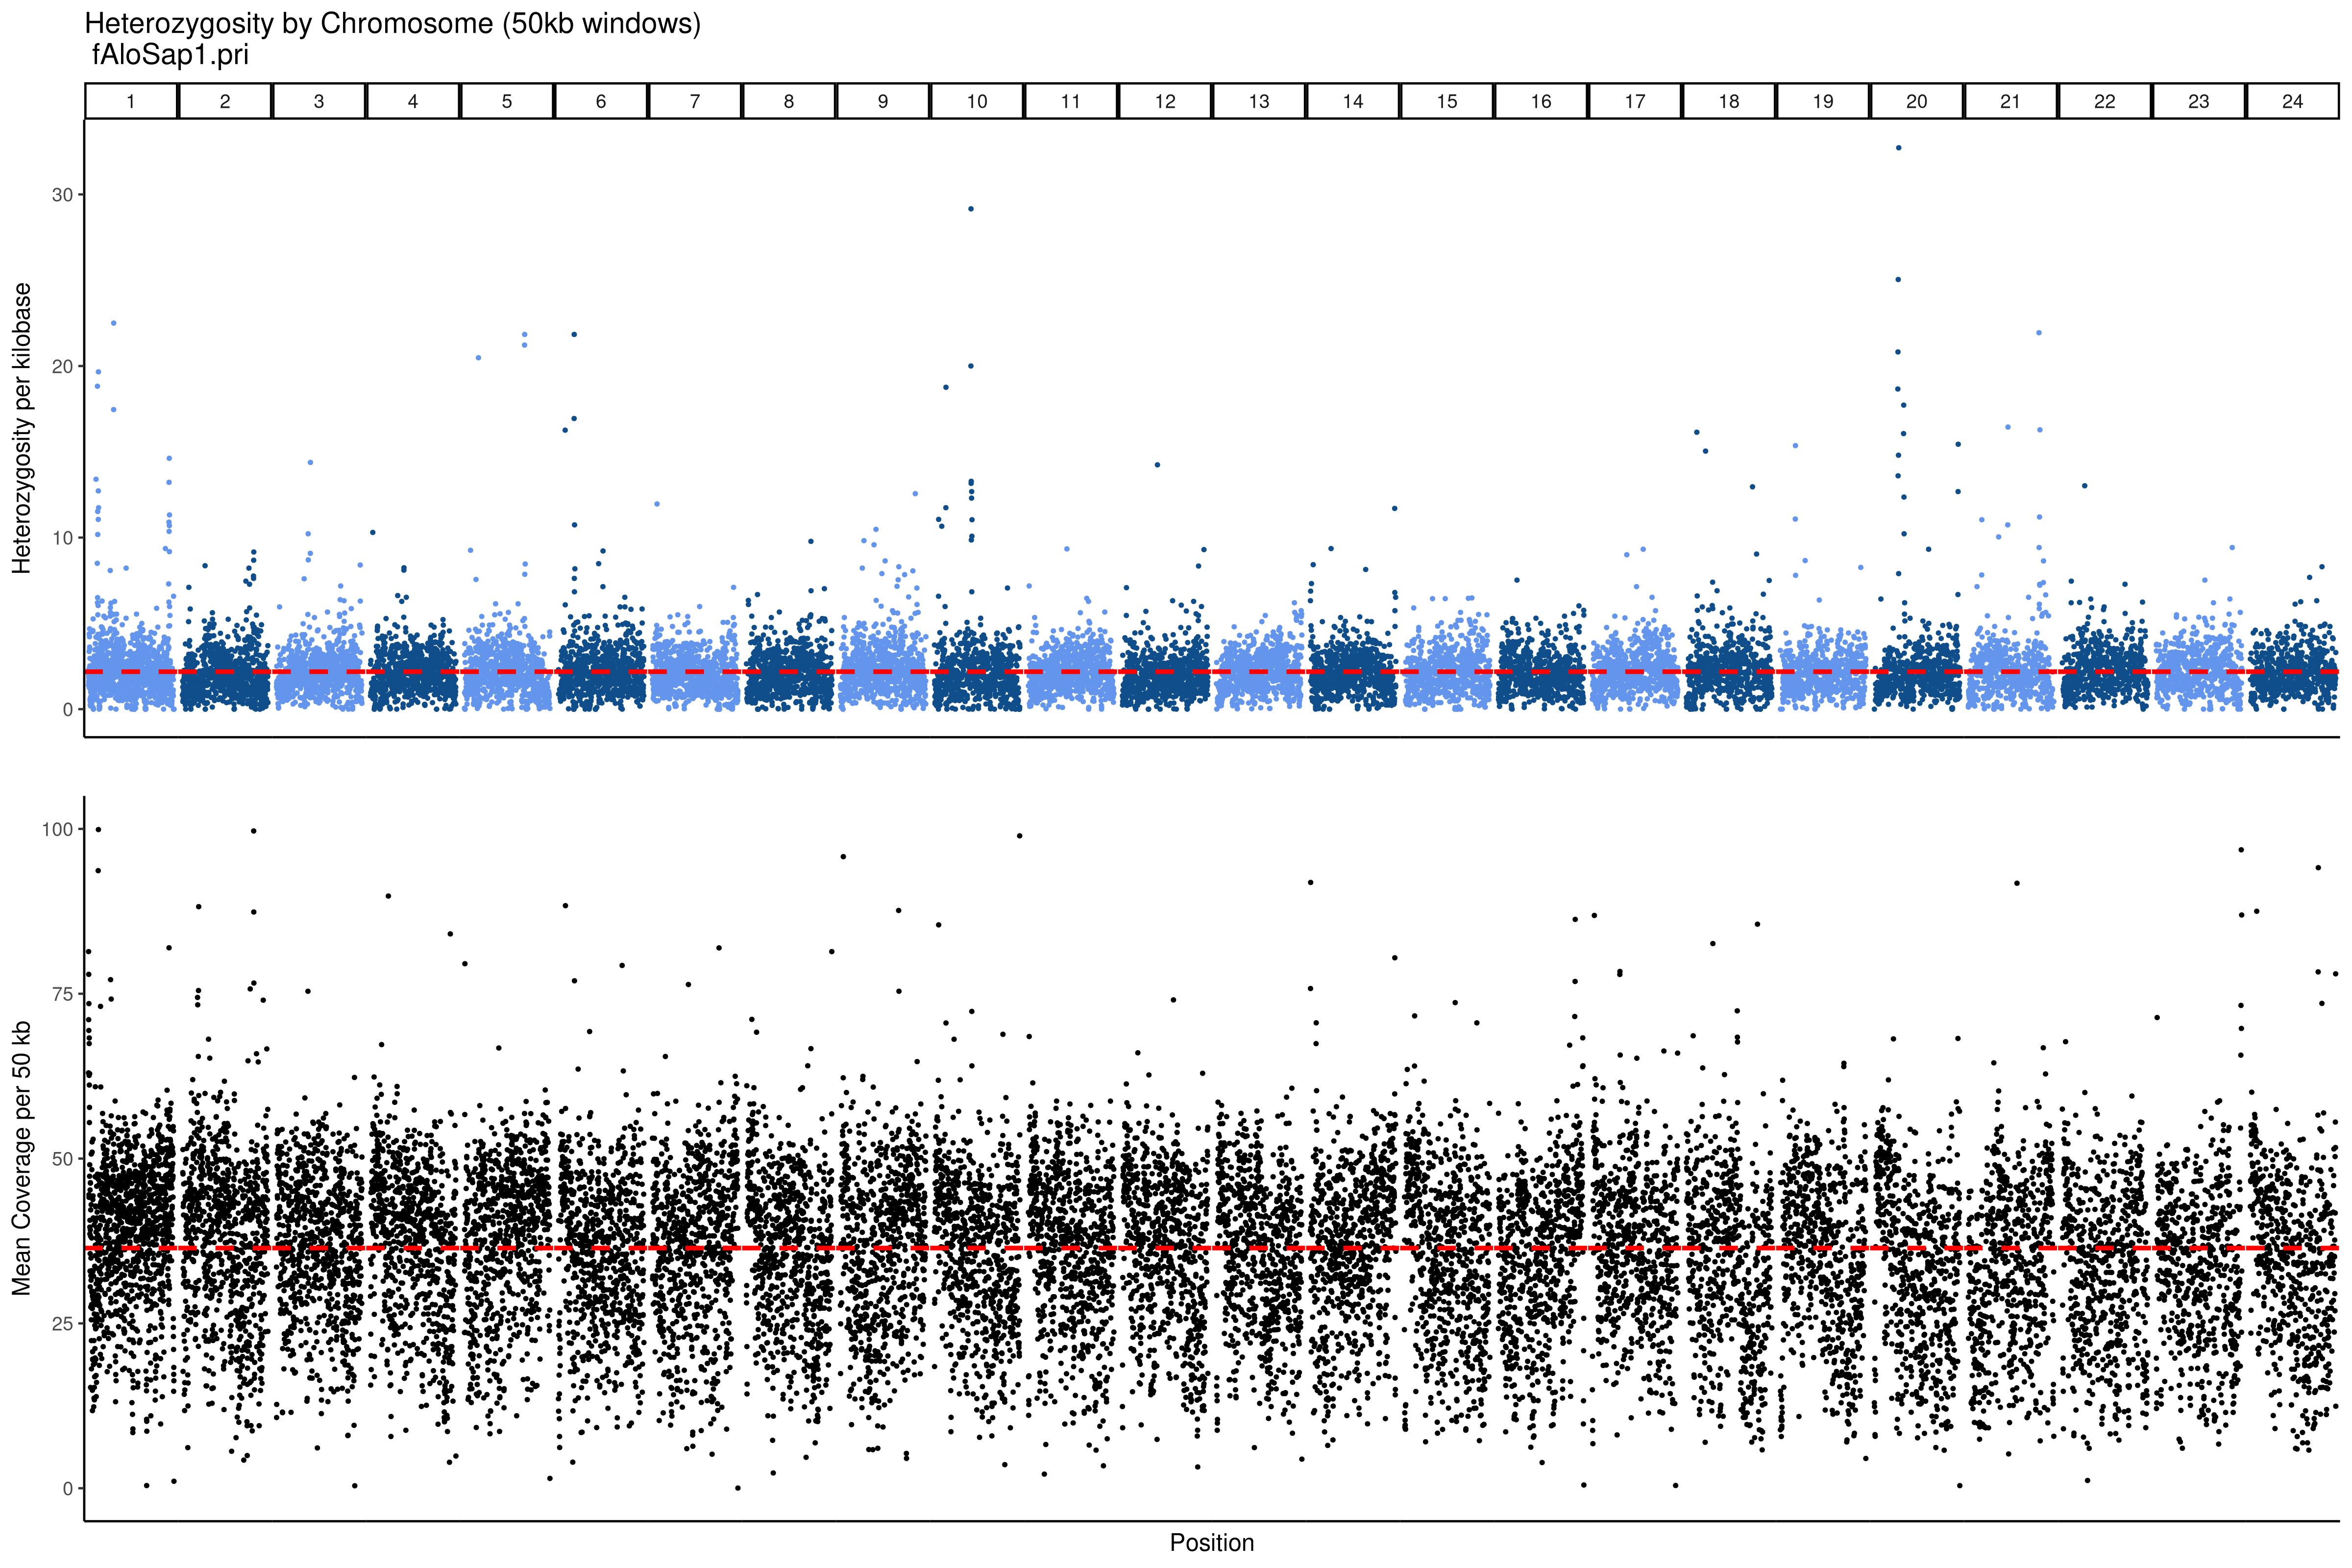 Heterozygosity by Chromosome (50kb windows)
fAloSap1.pri
1 2 3 4 5 6 7 8 9 10 11 12 13 14 15 16 17 18 19 20 21 22 23 24
Heterozygosity per kilobase
30
20
10
0
Mean Coverage per 50 kb
100
75
50
25
0
Position